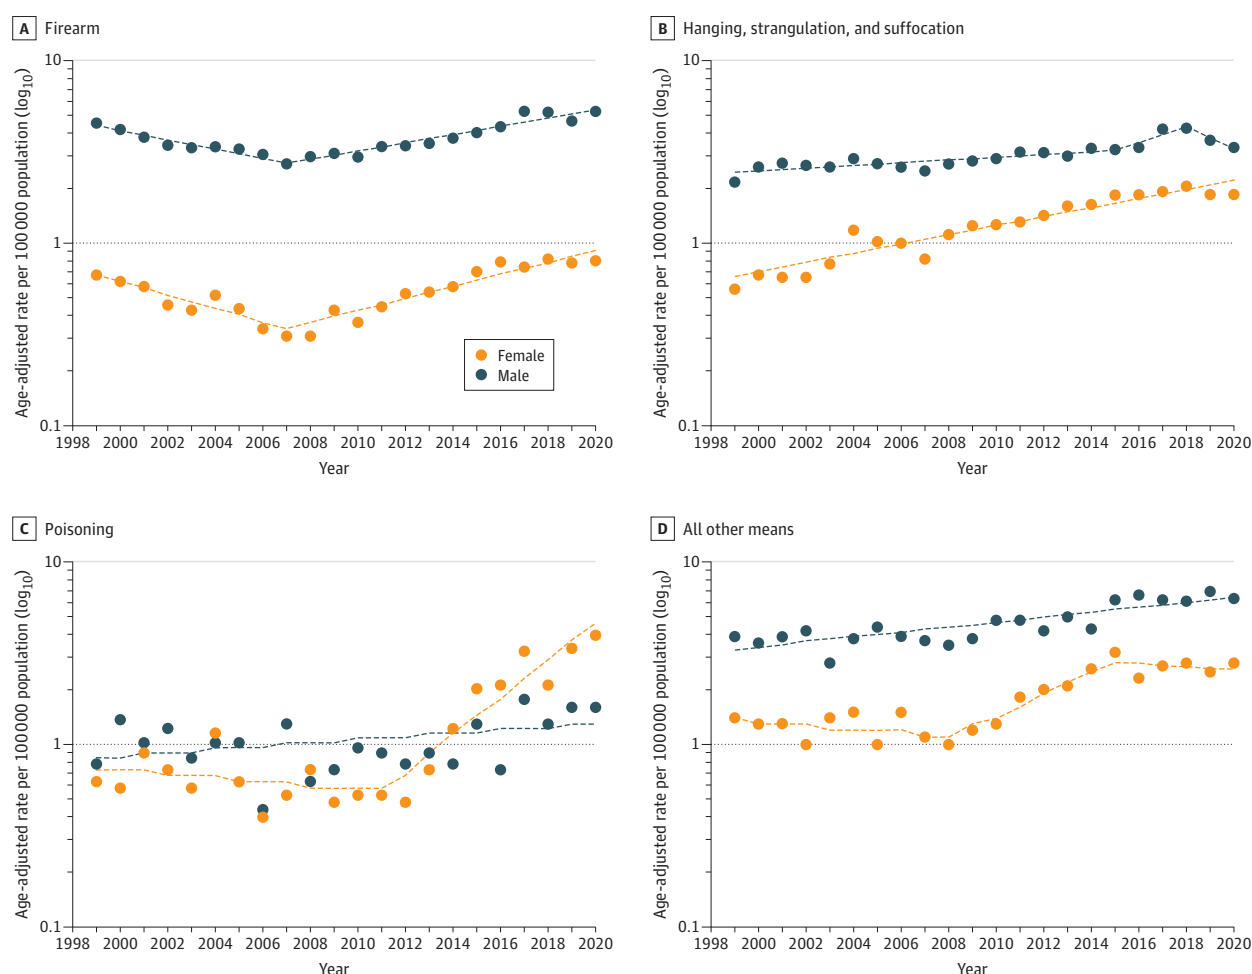 A Firearm
Age-adjusted rate per 100 000 population (log10)
10
1
0.1
1998 2000 2002 2004 2006 2008 2010 2012 2014 2016 2018 2020
Year
Female
Male
B Hanging, strangulation, and suffocation
Age-adjusted rate per 100 000 population (log10)
10
1
0.1
1998 2000 2002 2004 2006 2008 2010 2012 2014 2016 2018 2020
Year
C Poisoning
Age-adjusted rate per 100 000 population (log10)
10
1
0.1
1998 2000 2002 2004 2006 2008 2010 2012 2014 2016 2018 2020
Year
D All other means
Age-adjusted rate per 100 000 population (log10)
10
1
0.1
1998 2000 2002 2004 2006 2008 2010 2012 2014 2016 2018 2020
Year